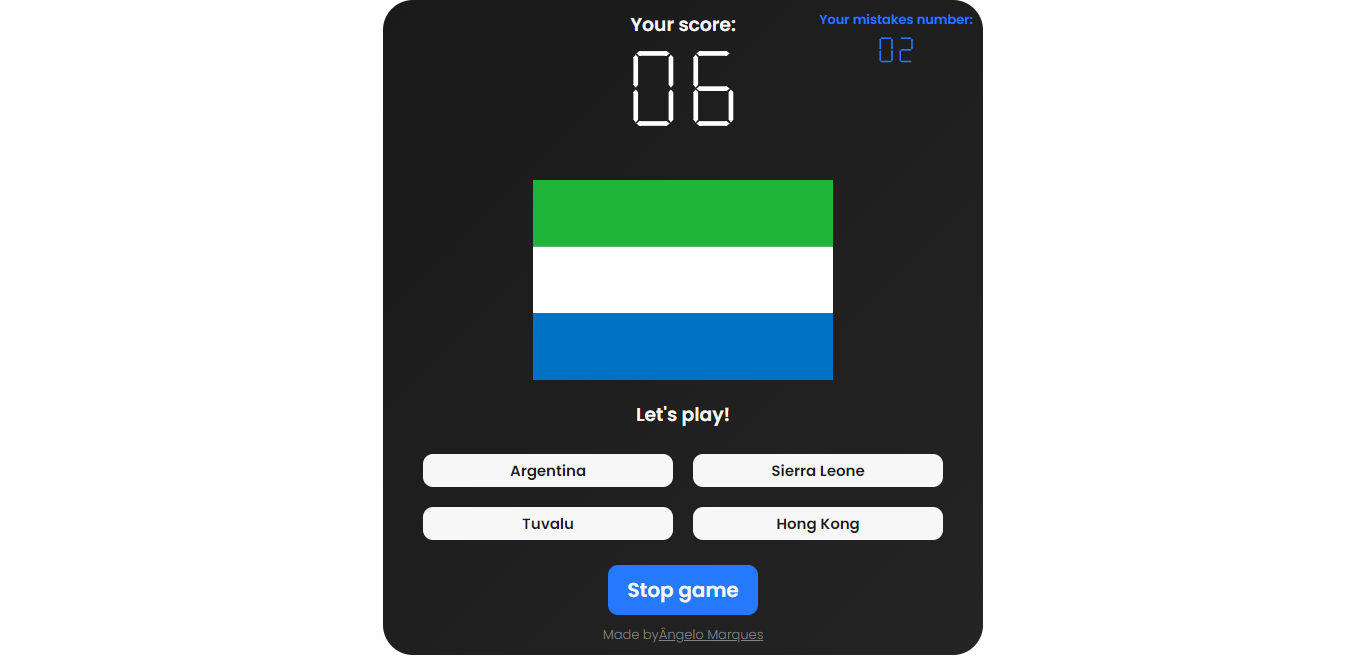 Your score:
06
Your mistakes number:
02
Let's play!
Argentina
Sierra Leone
Tuvalu
Hong Kong
Stop game
Made byÂngelo Marques